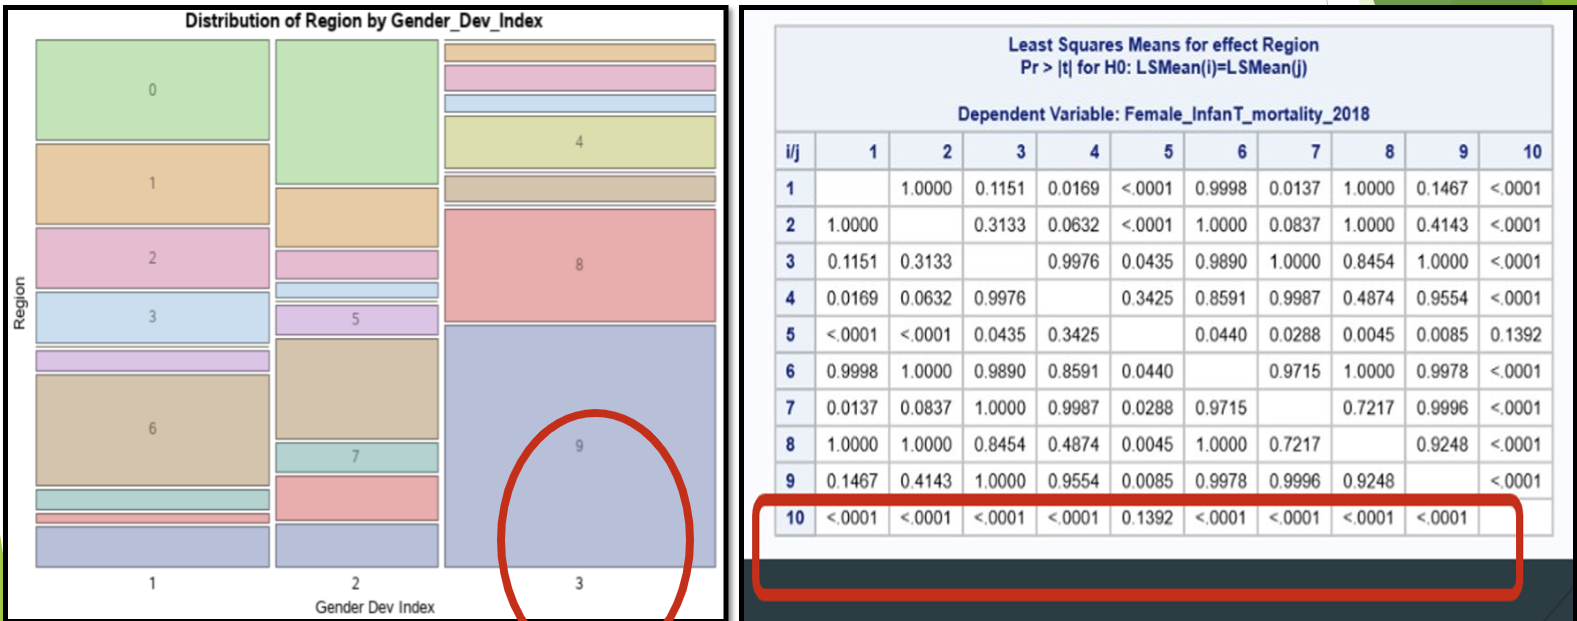 Distribution of Region by Gender_Dev_Index
Region
0
1
2
3
6
5
7
4
8
9
1 2 3
Gender Dev Index
Least Squares Means for effect Region
Pr > |t| for H0: LSMean(i)=LSMean(j)
Dependent Variable: Female_InfanT_mortality_2018
i/j 1 2 3 4 5 6 7 8 9 10
1 1.0000 0.1151 0.0169 <.0001 0.9998 0.0137 1.0000 0.1467 <.0001
2 1.0000 0.3133 0.0632 <.0001 1.0000 0.0837 1.0000 0.4143 <.0001
3 0.1151 0.3133 0.9976 0.0435 0.9890 1.0000 0.8454 1.0000 <.0001
4 0.0169 0.0632 0.9976 0.3425 0.8591 0.9987 0.4874 0.9554 <.0001
5 <.0001 <.0001 0.0435 0.3425 0.0440 0.0288 0.0045 0.0085 0.1392
6 0.9998 1.0000 0.9890 0.8591 0.0440 0.9715 1.0000 0.9978 <.0001
7 0.0137 0.0837 1.0000 0.9987 0.0288 0.9715 0.7217 0.9996 <.0001
8 1.0000 1.0000 0.8454 0.4874 0.0045 1.0000 0.7217 0.9248 <.0001
9 0.1467 0.4143 1.0000 0.9554 0.0085 0.9978 0.9996 0.9248 <.0001
10 <.0001 <.0001 <.0001 <.0001 0.1392 <.0001 <.0001 <.0001 <.0001